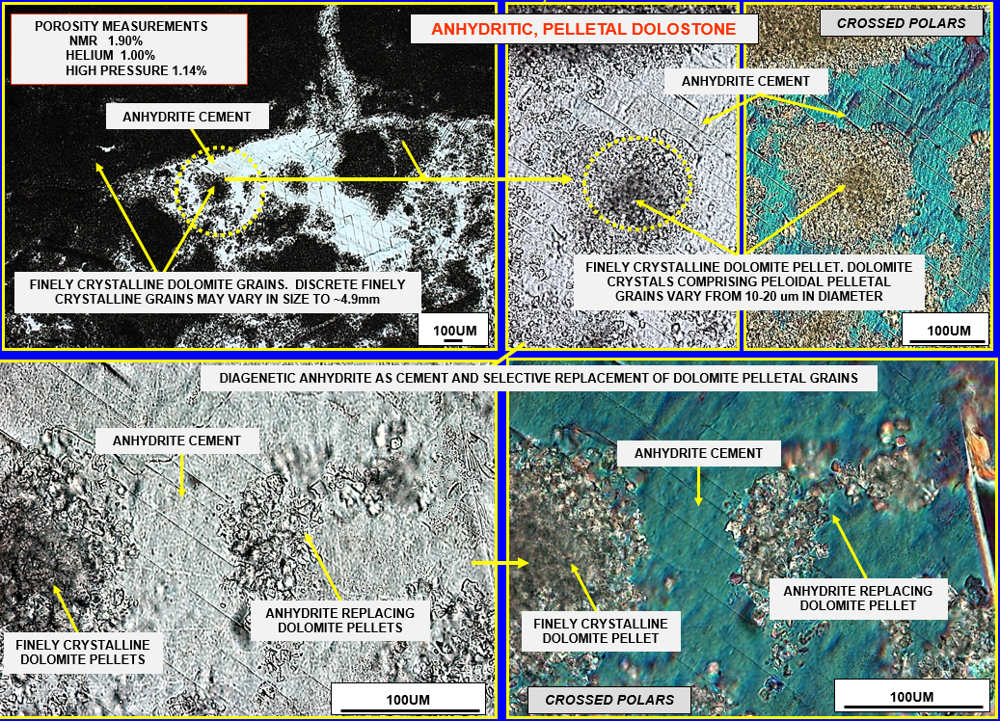 POROSITY MEASUREMENTS
NMR 1.90%
HELIUM 1.00%
HIGH PRESSURE 1.14%
ANHYDRITIC, PELLETAL DOLOSTONE
CROSSED POLARS
ANHYDRITE CEMENT
ANHYDRITE CEMENT
FINELY CRYSTALLINE DOLOMITE GRAINS. DISCRETE FINELY
CRYSTALLINE GRAINS MAY VARY IN SIZE TO ~4.9mm
FINELY CRYSTALLINE DOLOMITE PELLET. DOLOMITE
CRYSTALS COMPRISING PELOIDAL PELLETAL
GRAINS VARY FROM 10-20 um IN DIAMETER
100UM
100UM
DIAGENETIC ANHYDRITE AS CEMENT AND SELECTIVE REPLACEMENT OF DOLOMITE PELLETAL GRAINS
ANHYDRITE CEMENT
ANHYDRITE CEMENT
ANHYDRITE REPLACING
DOLOMITE PELLETS
FINELY CRYSTALLINE
DOLOMITE PELLETS
ANHYDRITE REPLACING
DOLOMITE PELLET
FINELY CRYSTALLINE
DOLOMITE PELLET
100UM
CROSSED POLARS
100UM